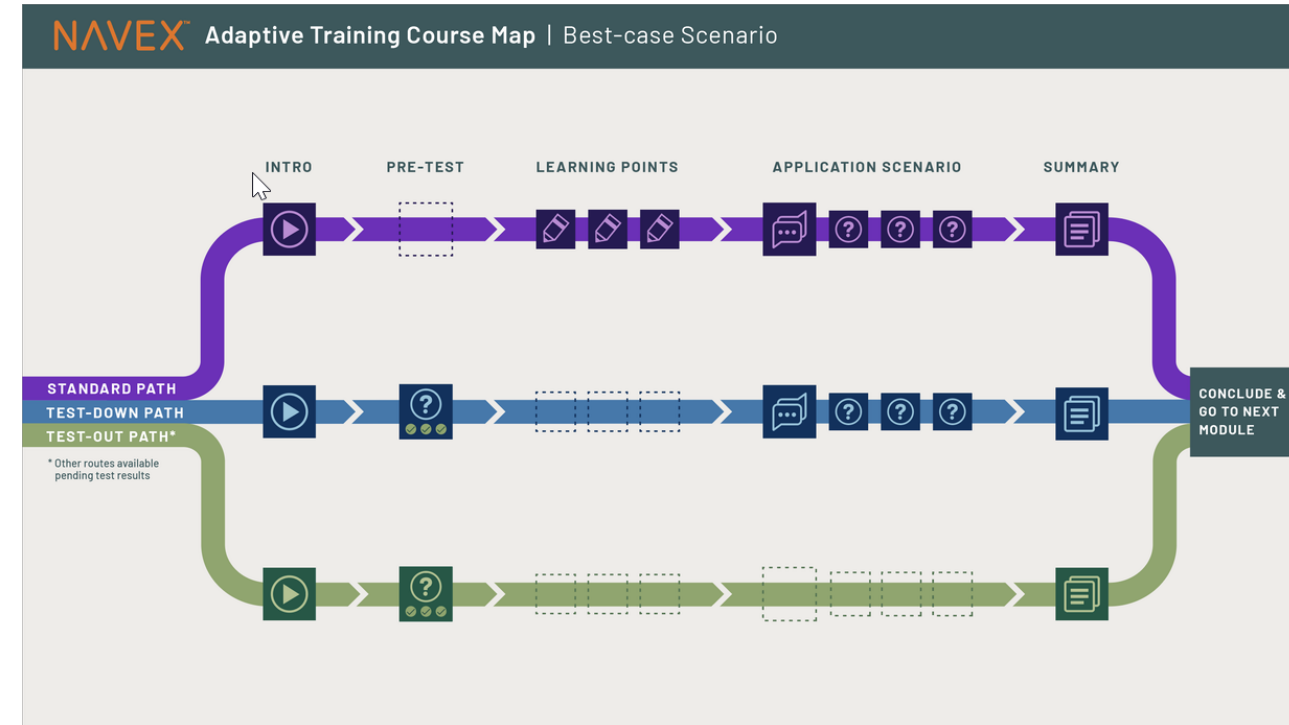 NAVEX™ Adaptive Training Course Map | Best-case Scenario
INTRO PRE-TEST LEARNING POINTS APPLICATION SCENARIO SUMMARY
STANDARD PATH
TEST-DOWN PATH
TEST-OUT PATH*
* Other routes available
pending test results
CONCLUDE &
GO TO NEXT
MODULE